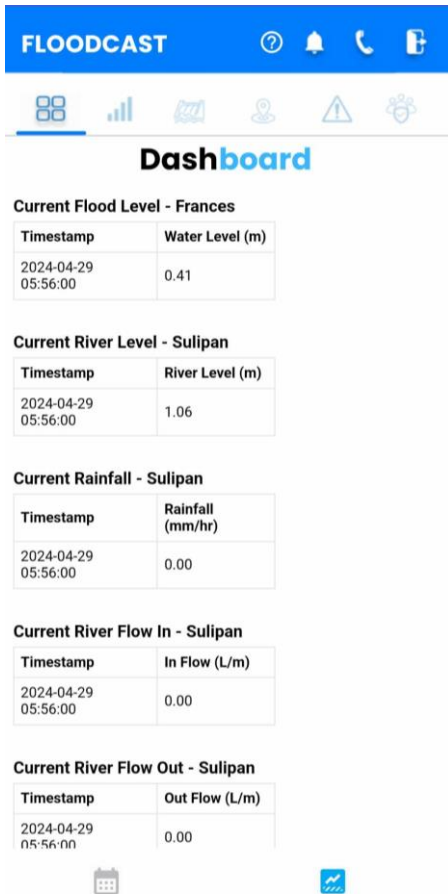 FLOODCAST
Dashboard
Current Flood Level - Frances
Timestamp Water Level (m)
2024-04-29
05:56:00 0.41
Current River Level - Sulipan
Timestamp River Level (m)
2024-04-29
05:56:00 1.06
Current Rainfall - Sulipan
Timestamp Rainfall
(mm/hr)
2024-04-29
05:56:00 0.00
Current River Flow In - Sulipan
Timestamp In Flow (L/m)
2024-04-29
05:56:00 0.00
Current River Flow Out - Sulipan
Timestamp Out Flow (L/m)
2024-04-29
05:56:00 0.00